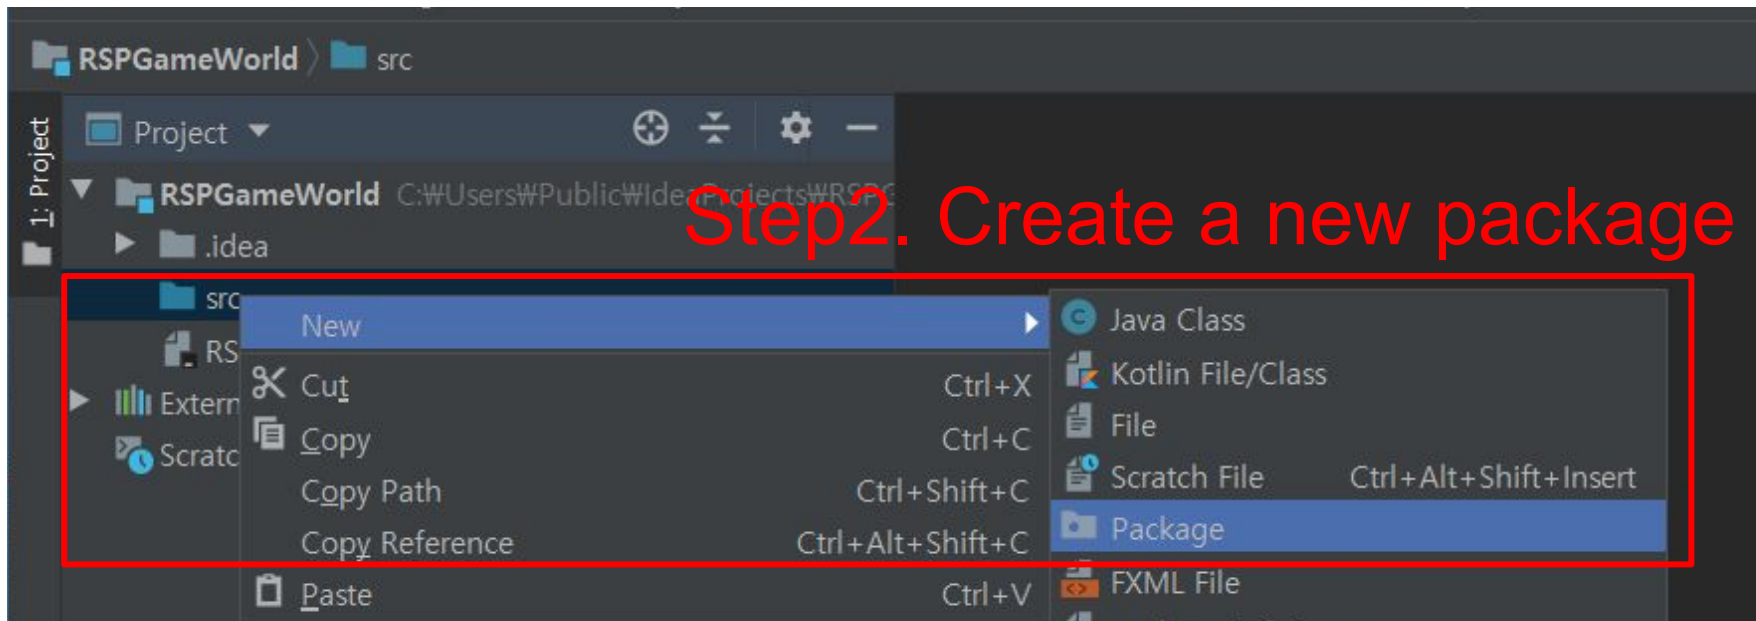 RSPGameWorld src
1: Project
Project
RSPGameWorld C:₩Users₩Public₩IdeaProjects₩RSPG
Step2. Create a new package
.idea
src
RS
Extern
Scratc
New
Cut Ctrl+X
Copy Ctrl+C
Copy Path Ctrl+Shift+C
Copy Reference Ctrl+Alt+Shift+C
Paste Ctrl+V
Java Class
Kotlin File/Class
File
Scratch File Ctrl+Alt+Shift+Insert
Package
FXML File